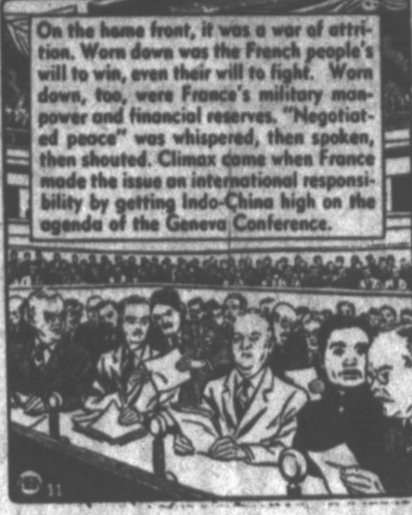 On the home front, it was a war of attri-
tion. Worn down was the French people's
will to win, even their will to fight. Worn
down, too, were France's military man-
power and financial reserves. "Negotiat-
ed peace" was whispered, then spoken,
then shouted. Climax came when France
made the issue an international responsi-
bility by getting Indo-China high on the
agenda of the Geneva Conference.
11